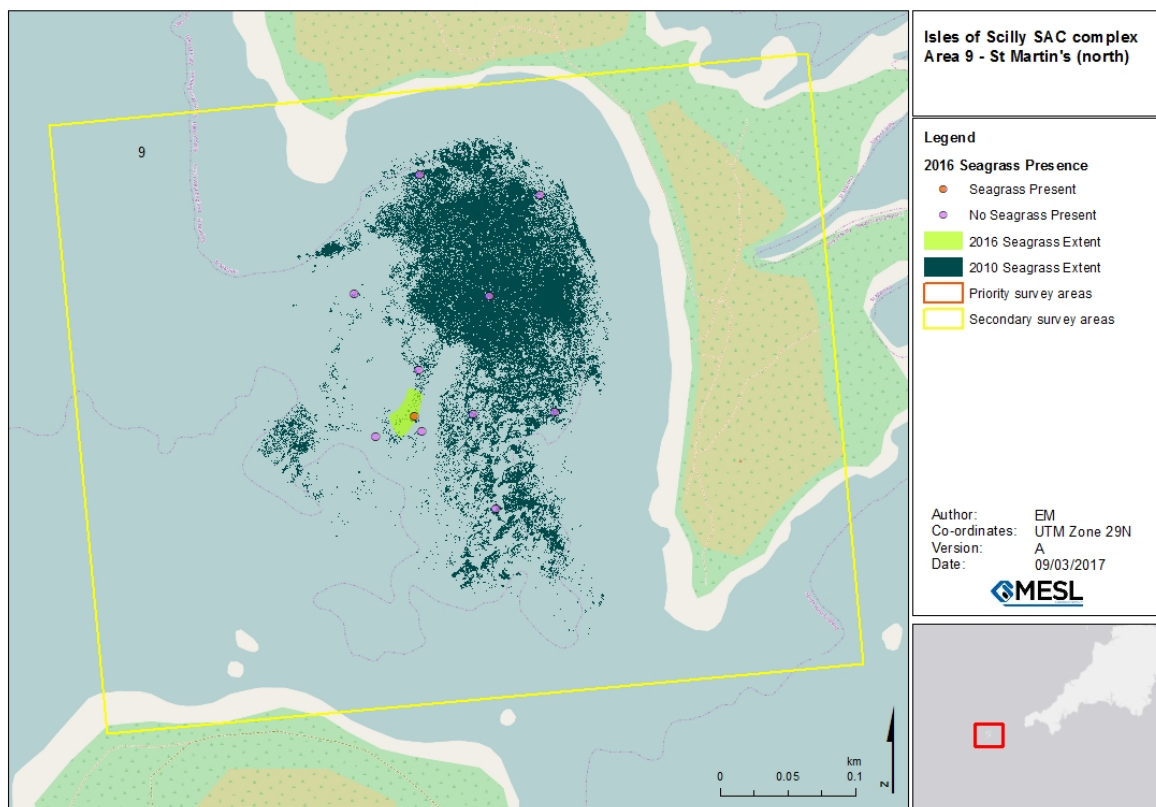 Isles of Scilly SAC complex
Area 9 - St Martin's (north)
Legend
2016 Seagrass Presence
Seagrass Present
No Seagrass Present
2016 Seagrass Extent
2010 Seagrass Extent
Priority survey areas
Secondary survey areas
Author: EM
Co-ordinates: UTM Zone 29N
Version: A
Date: 09/03/2017
MESL
9
km
0 0.05 0.1
N